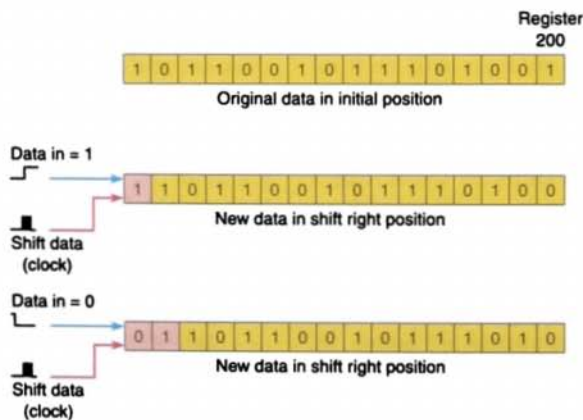 Register
200
1 0 1 1 0 0 1 0 1 1 1 0 1 0 0 1
Original data in initial position
Data in = 1
1 1 0 1 1 0 0 1 0 1 1 1 0 1 0 0
New data in shift right position
Shift data
(clock)
Data in = 0
0 1 1 0 1 1 0 0 1 0 1 1 1 0 1 0
New data in shift right position
Shift data
(clock)